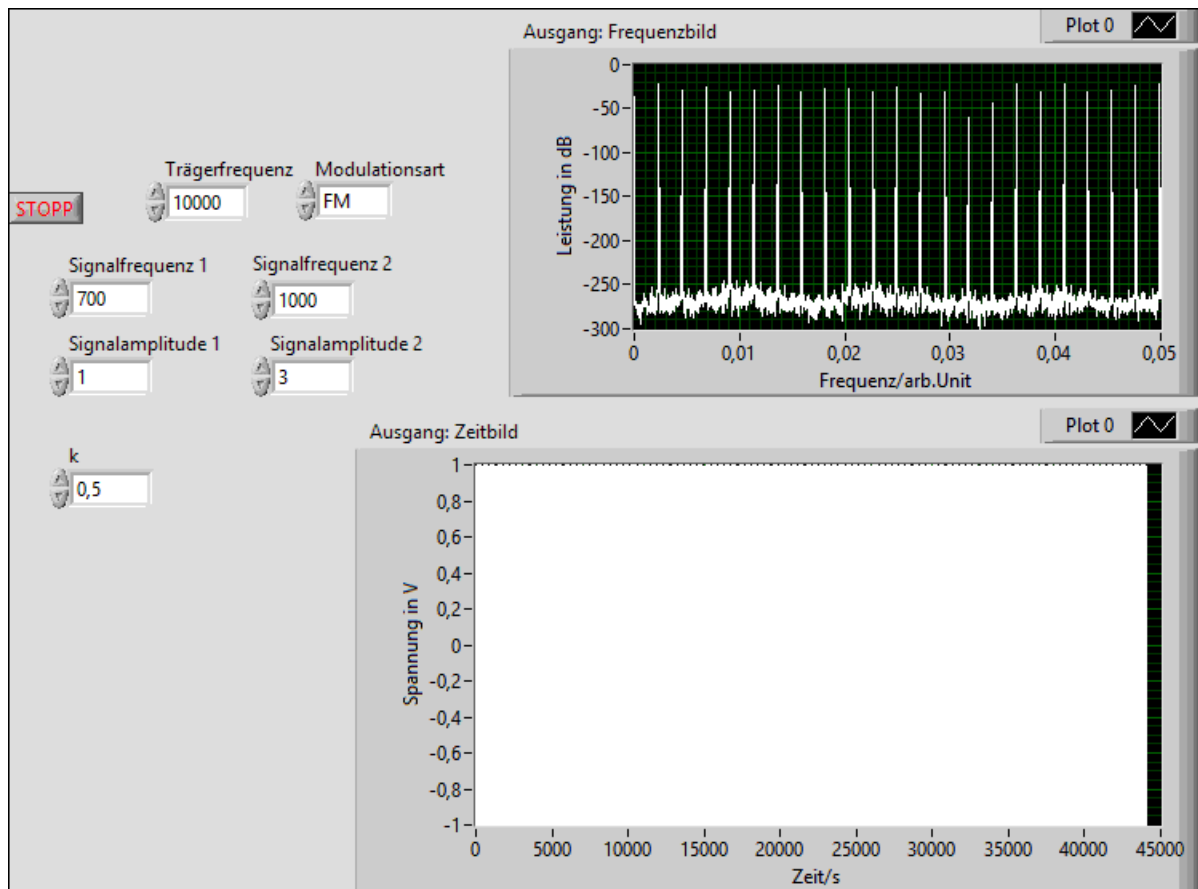 Ausgang: Frequenzbild
Plot 0
0
-50
-100
-150
-200
-250
-300
Leistung in dB
0 0,01 0,02 0,03 0,04 0,05
Frequenz/arb.Unit
Trägerfrequenz Modulationsart
10000 FM
STOPP
Signalfrequenz 1 Signalfrequenz 2
700 1000
Signalamplitude 1 Signalamplitude 2
1 3
k
0,5
Ausgang: Zeitbild
Plot 0
1
0,8
0,6
0,4
0,2
0
-0,2
-0,4
-0,6
-0,8
-1
Spannung in V
0 5000 10000 15000 20000 25000 30000 35000 40000 45000
Zeit/s